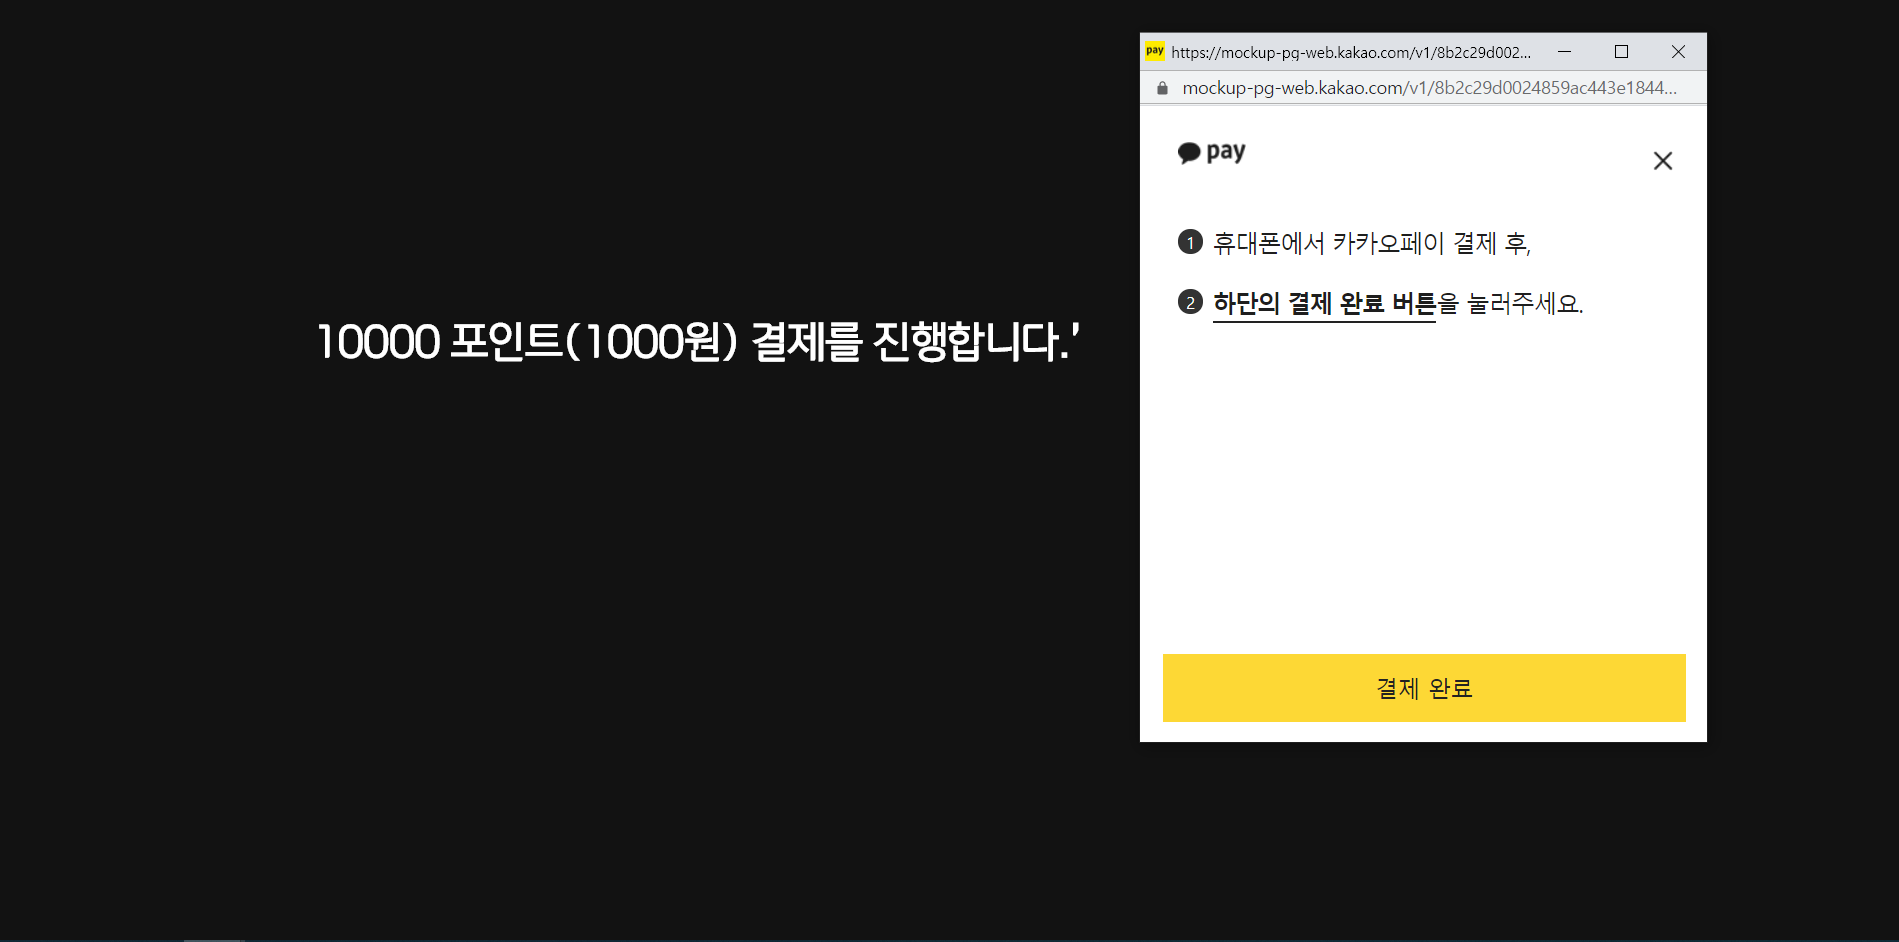 10000 포인트(1000원) 결제를 진행합니다.'
pay https://mockup-pg-web.kakao.com/v1/8b2c29d002...
mockup-pg-web.kakao.com/v1/8b2c29d0024859ac443e1844...
pay
1 휴대폰에서 카카오페이 결제 후,
2 하단의 결제 완료 버튼을 눌러주세요.
결제 완료